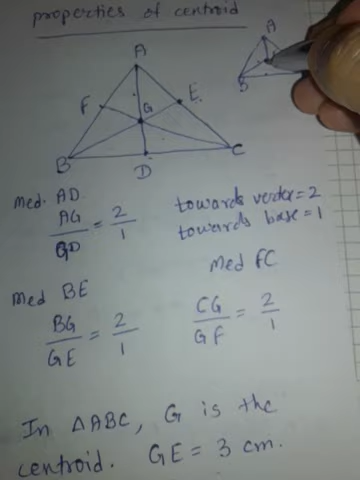 properties of centroid
A
A
F
E
G
B
B
C
D
Med. AD.
AG/GD = 2/1
towards vertex = 2
towards base = 1
Med BE
Med FC
BG/GE = 2/1
CG/GF = 2/1
In △ABC, G is the
centroid. GE = 3 cm.